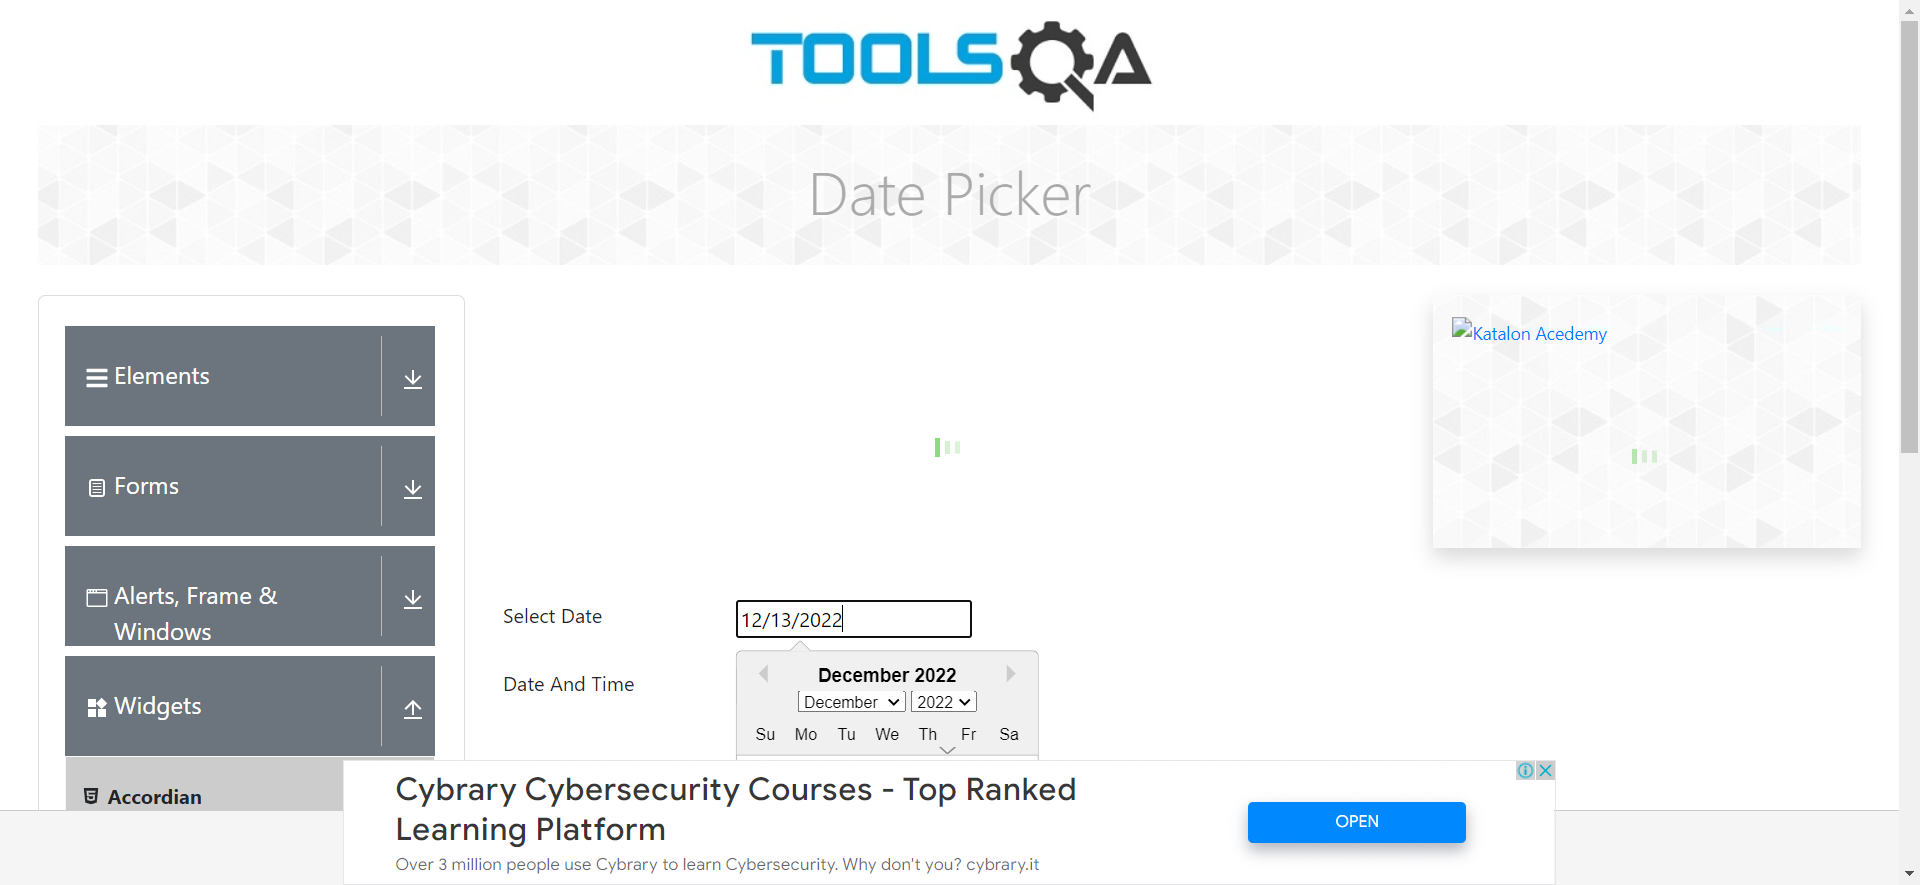 TOOLSQA
Date Picker
Elements
Forms
Alerts, Frame &
Windows
Widgets
Accordian
Katalon Acedemy
Select Date
12/13/2022
Date And Time
December 2022
December 2022
Su Mo Tu We Th Fr Sa
Cybrary Cybersecurity Courses - Top Ranked
Learning Platform
Over 3 million people use Cybrary to learn Cybersecurity. Why don't you? cybrary.it
OPEN